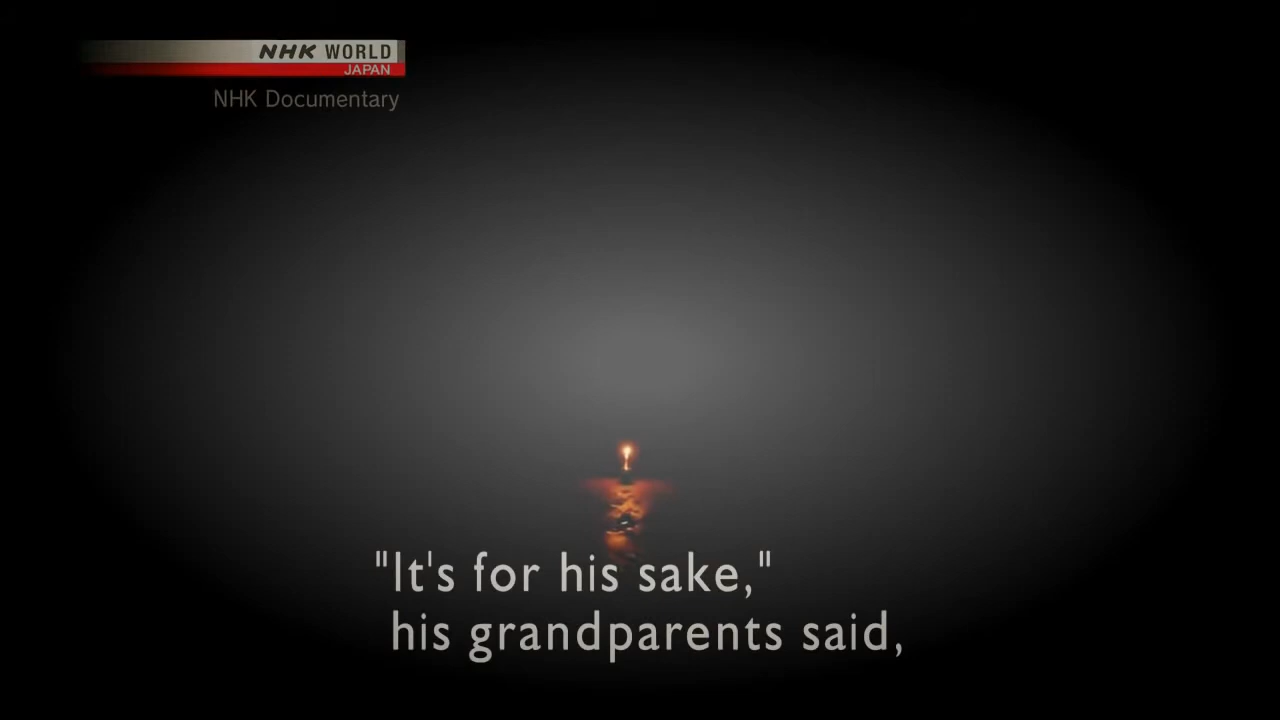 NHK WORLD
JAPAN
NHK Documentary
"It's for his sake,"
his grandparents said,